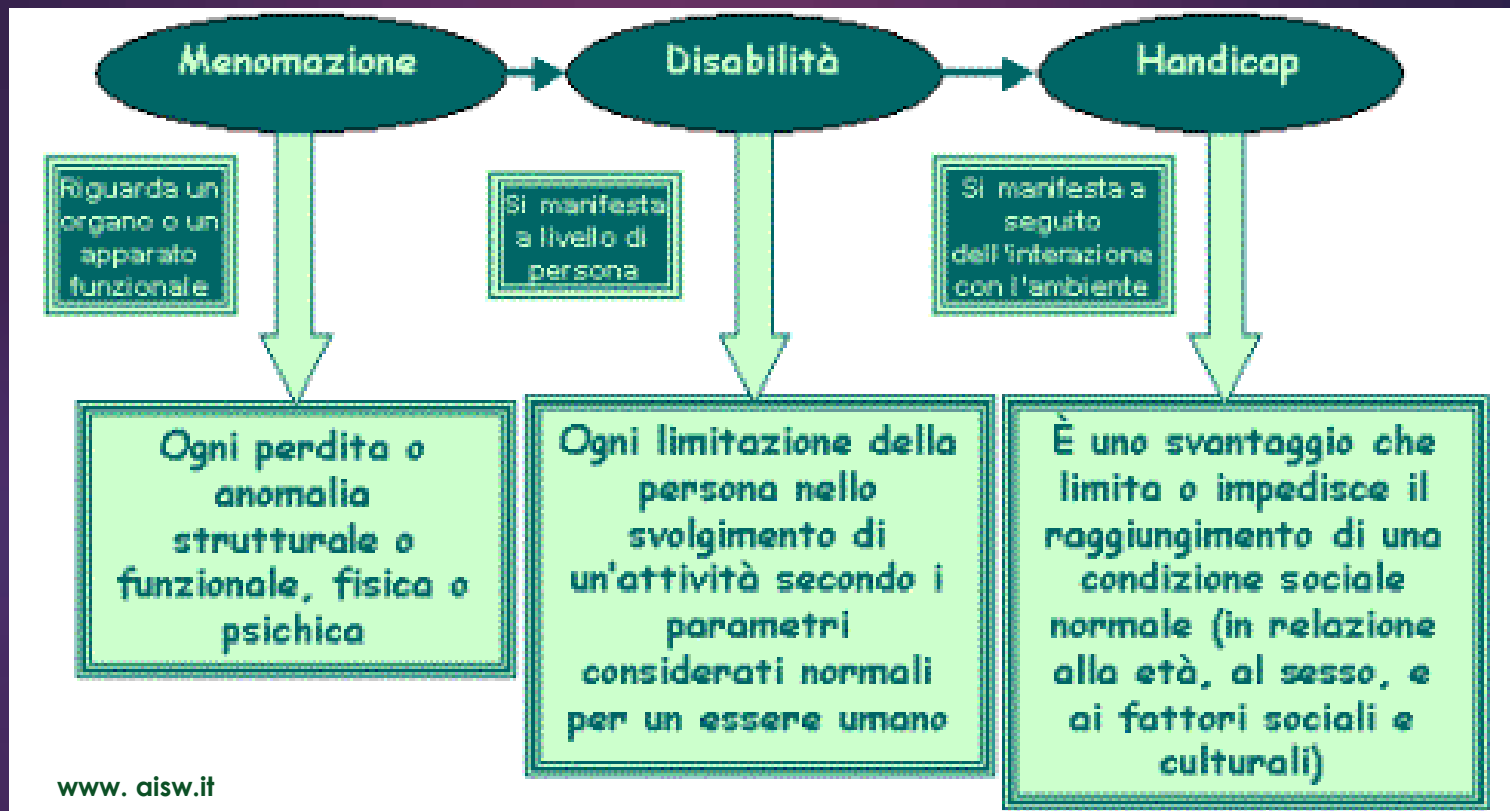 Menomazione
Disabilità
Handicap
Riguarda un
organo o un
apparato
funzionale
Si manifesta
a livello di
persona
Si manifesta a
seguito
dell'interazione
con l'ambiente
Ogni perdita o
anomalia
strutturale o
funzionale, fisica o
psichica
Ogni limitazione della
persona nello
svolgimento di
un'attività secondo i
parametri
considerati normali
per un essere umano
È uno svantaggio che
limita o impedisce il
raggiungimento di una
condizione sociale
normale (in relazione
alla età, al sesso, e
ai fattori sociali e
culturali)
www. aisw.it